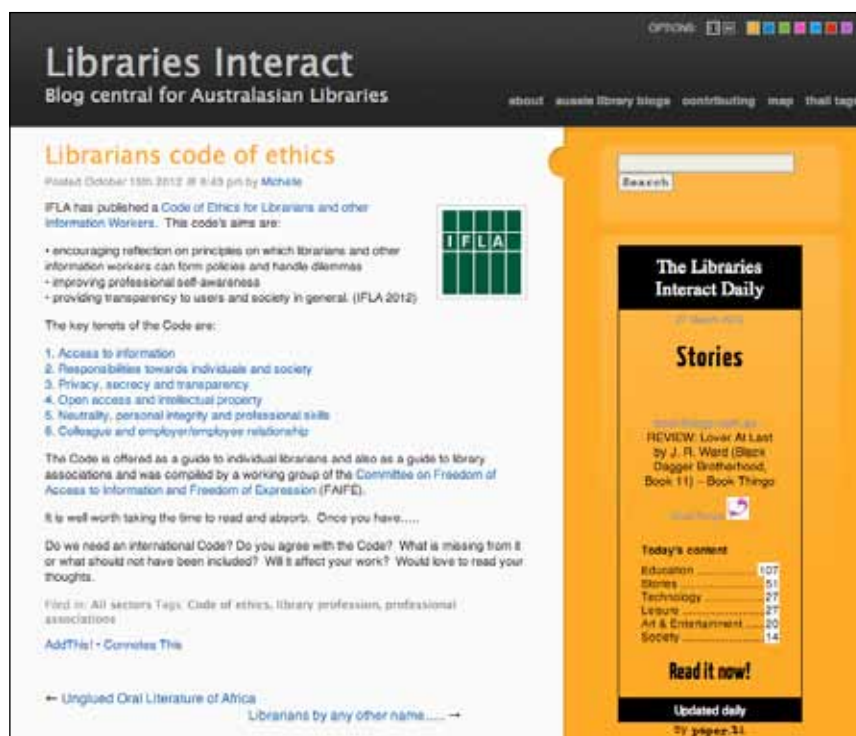 OPTIONS:
Libraries Interact
Blog central for Australasian Libraries
about aussie library blogs contributing map thall tags
Librarians code of ethics
Posted October 15th 2012 @ 6:43 pm by Michelle
IFLA has published a Code of Ethics for Librarians and other
Information Workers. This code's aims are:
• encouraging reflection on principles on which librarians and other
information workers can form policies and handle dilemmas
• improving professional self-awareness
• providing transparency to users and society in general. (IFLA 2012)
IFLA
The key tenets of the Code are:
1. Access to information
2. Responsibilities towards individuals and society
3. Privacy, secrecy and transparency
4. Open access and intellectual property
5. Neutrality, personal integrity and professional skills
6. Colleague and employer/employee relationship
The Code is offered as a guide to individual librarians and also as a guide to library
associations and was compiled by a working group of the Committee on Freedom of
Access to Information and Freedom of Expression (FAIFE).
It is well worth taking the time to read and absorb. Once you have.....
Do we need an international Code? Do you agree with the Code? What is missing from it
or what should not have been included? Will it affect your work? Would love to read your
thoughts.
Filed in: All sectors Tags: Code of ethics, library profession, professional
associations
AddThis! • Connotea This
← Unglued Oral Literature of Africa
Librarians by any other name..... →
Search
The Libraries
Interact Daily
Stories
REVIEW: Lover At Last
by J. R. Ward (Black
Dagger Brotherhood,
Book 11) – Book Thingo
Today's content
Education 107
Stories 51
Technology 27
Leisure 27
Art & Entertainment 20
Society 14
Read it now!
Updated daily
By paper.li